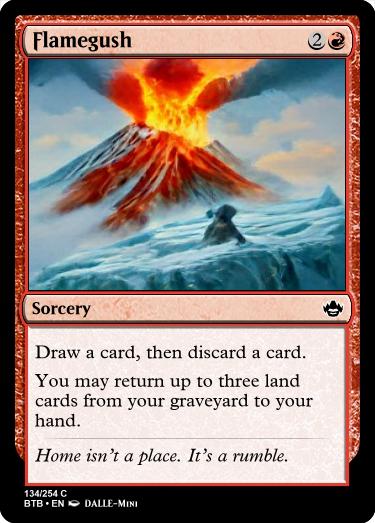 Flamegush 2
Sorcery
Draw a card, then discard a card.
You may return up to three land
cards from your graveyard to your
hand.
Home isn't a place. It's a rumble.
134/254 C
BTB • EN DALLE-Mini